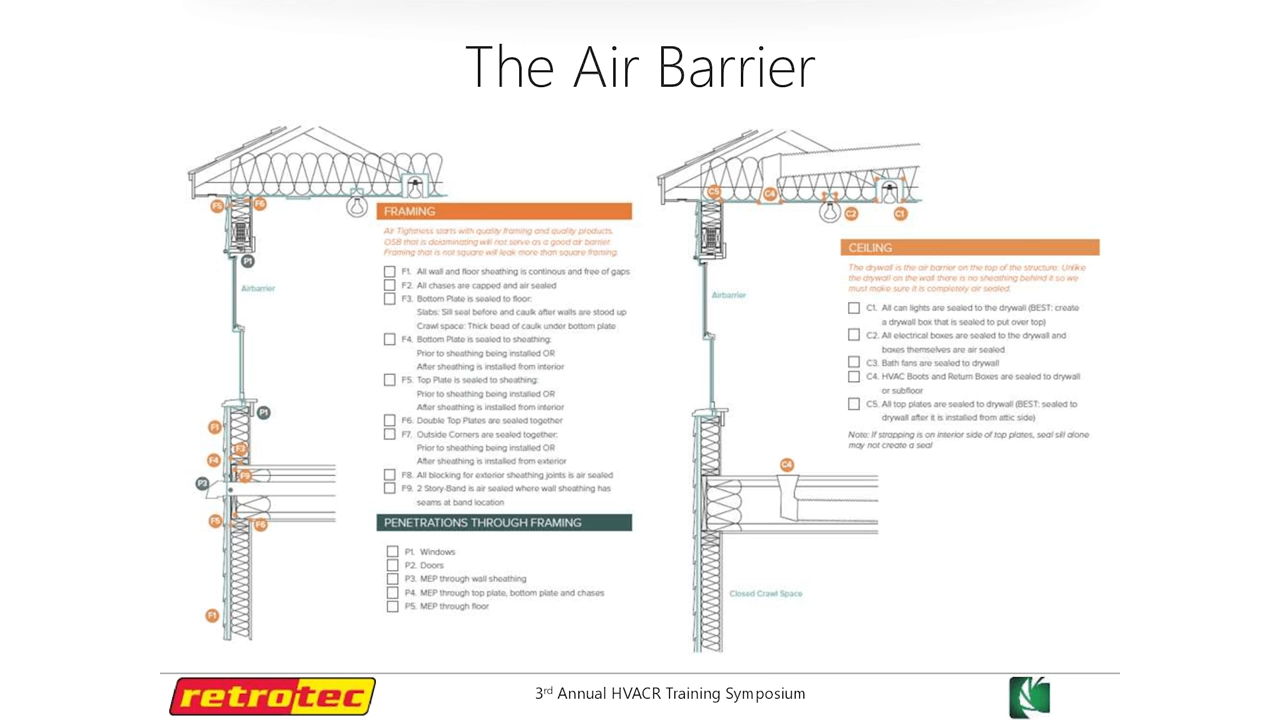 The Air Barrier
F5
F6
P1
Airbarrier
P1
F1
F4
F3
F9
P3
F5
F6
F1
FRAMING
Air Tightness starts with quality framing and quality products.
OSB that is delaminating will not serve as a good air barrier.
Framing that is not square will leak more than square framing.
F1. All wall and floor sheathing is continous and free of gaps
F2. All chases are capped and air sealed
F3. Bottom Plate is sealed to floor:
Slabs: Sill seal before and caulk after walls are stood up
Crawl space: Thick bead of caulk under bottom plate
F4. Bottom Plate is sealed to sheathing:
Prior to sheathing being installed OR
After sheathing is installed from interior
F5. Top Plate is sealed to sheathing:
Prior to sheathing being installed OR
After sheathing is installed from interior
F6. Double Top Plates are sealed together
F7. Outside Corners are sealed together:
Prior to sheathing being installed OR
After sheathing is installed from exterior
F8. All blocking for exterior sheathing joints is air sealed
F9. 2 Story-Band is air sealed where wall sheathing has
seams at band location
PENETRATIONS THROUGH FRAMING
P1. Windows
P2. Doors
P3. MEP through wall sheathing
P4. MEP through top plate, bottom plate and chases
P5. MEP through floor
C5
C4
C2
C1
Airbarrier
C4
Closed Crawl Space
CEILING
The drywall is the air barrier on the top of the structure. Unlike
the drywall on the wall there is no sheathing behind it so we
must make sure it is completely air sealed.
C1. All can lights are sealed to the drywall (BEST: create
a drywall box that is sealed to put over top)
C2. All electrical boxes are sealed to the drywall and
boxes themselves are air sealed
C3. Bath fans are sealed to drywall
C4. HVAC Boots and Return Boxes are sealed to drywall
or subfloor
C5. All top plates are sealed to drywall (BEST: sealed to
drywall after it is installed from attic side)
Note: If strapping is on interior side of top plates, seal sill alone
may not create a seal
retrotec
3rd Annual HVACR Training Symposium